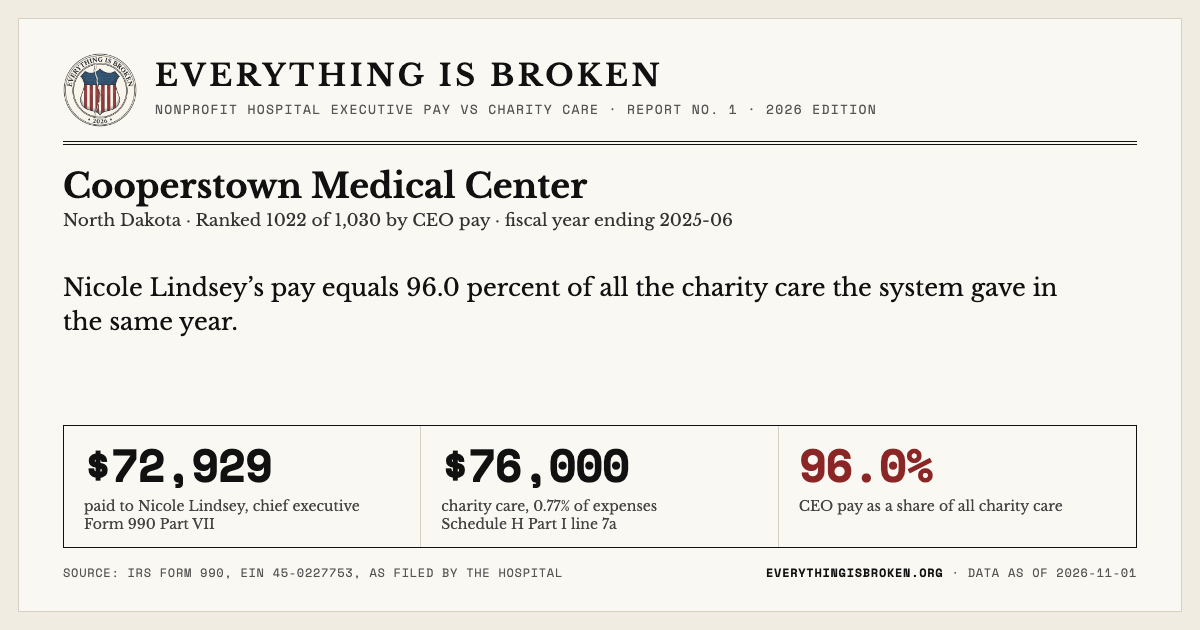 EVERYTHING IS BROKEN
2026
EVERYTHING IS BROKEN
NONPROFIT HOSPITAL EXECUTIVE PAY VS CHARITY CARE · REPORT NO. 1 · 2026 EDITION
Cooperstown Medical Center
North Dakota · Ranked 1022 of 1,030 by CEO pay · fiscal year ending 2025-06
Nicole Lindsey’s pay equals 96.0 percent of all the charity care the system gave in
the same year.
$72,929
paid to Nicole Lindsey, chief executive
Form 990 Part VII
$76,000
charity care, 0.77% of expenses
Schedule H Part I line 7a
96.0%
CEO pay as a share of all charity care
SOURCE: IRS FORM 990, EIN 45-0227753, AS FILED BY THE HOSPITAL
EVERYTHINGISBROKEN.ORG · DATA AS OF 2026-11-01